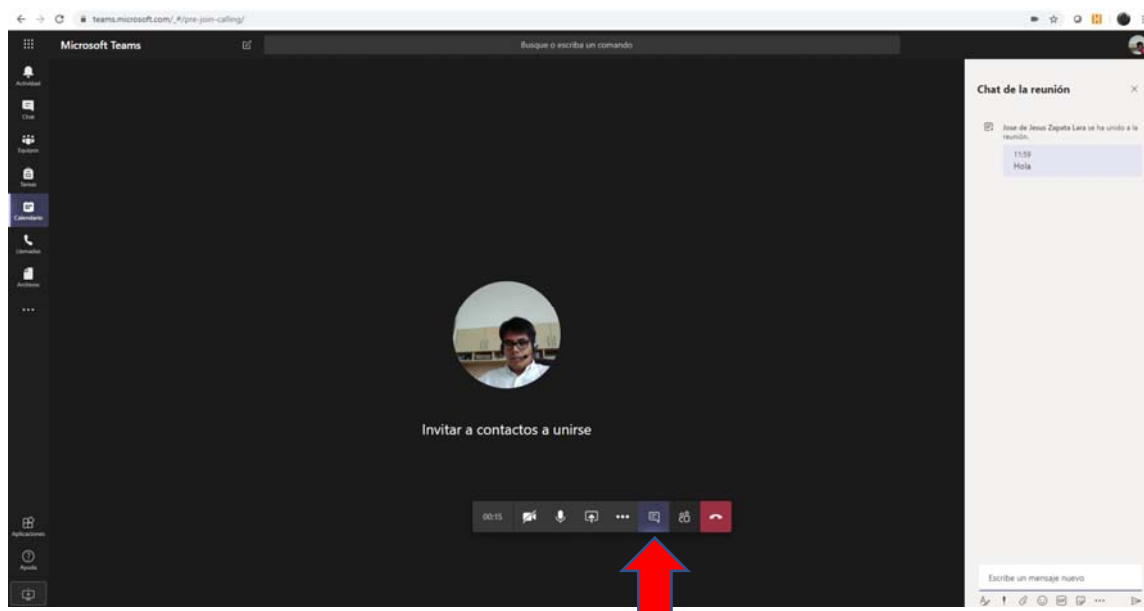 teams.microsoft.com/_#/pre-join-calling/
Microsoft Teams
Busque o escriba un comando
Actividad
Chat
Equipos
Tareas
Calendario
Llamadas
Archivos
Aplicaciones
Ayuda
Invitar a contactos a unirse
00:15
Chat de la reunión
Jose de Jesus Zapata Lara se ha unido a la
reunión.
11:59
Hola
Escribe un mensaje nuevo